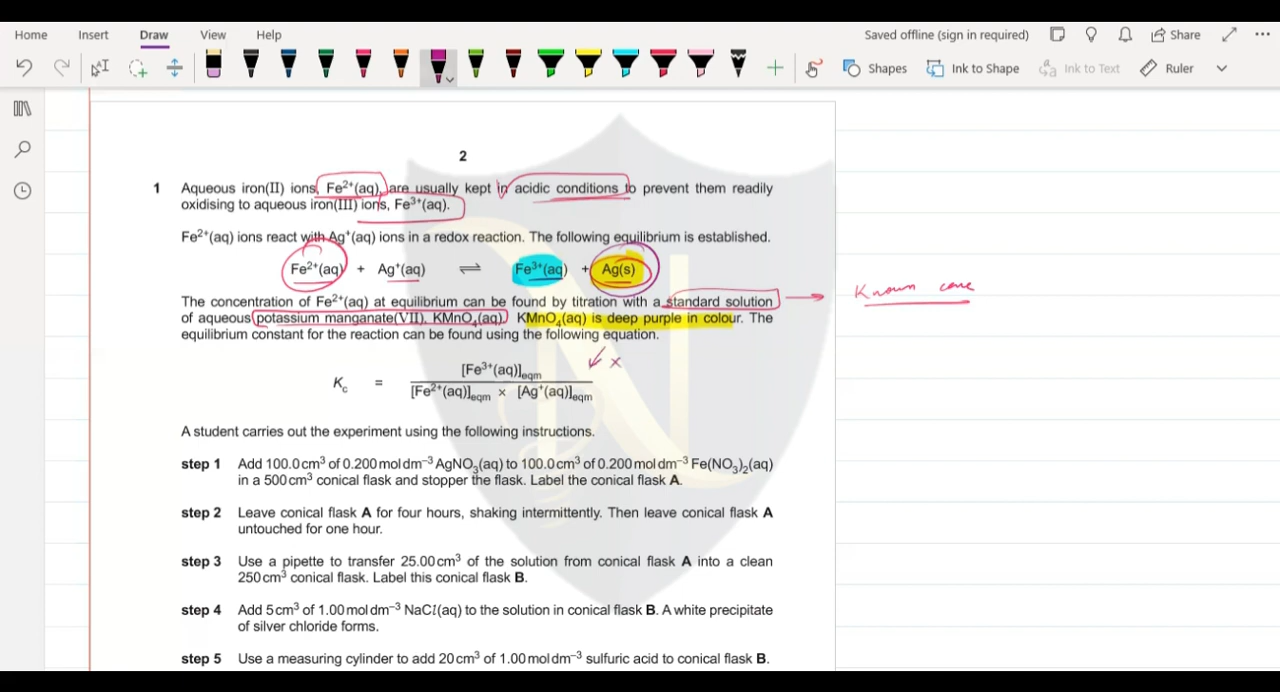 Home Insert Draw View Help Saved offline (sign in required) Share
Shapes Ink to Shape Ink to Text Ruler
2
1 Aqueous iron(II) ions, Fe²⁺(aq), are usually kept in acidic conditions to prevent them readily
oxidising to aqueous iron(III) ions, Fe³⁺(aq).
Fe²⁺(aq) ions react with Ag⁺(aq) ions in a redox reaction. The following equilibrium is established.
Fe²⁺(aq) + Ag⁺(aq) ⇌ Fe³⁺(aq) + Ag(s)
The concentration of Fe²⁺(aq) at equilibrium can be found by titration with a standard solution
Known conc
of aqueous potassium manganate(VII), KMnO₄(aq). KMnO₄(aq) is deep purple in colour. The
equilibrium constant for the reaction can be found using the following equation.
K꜀ = [Fe³⁺(aq)]eqm / [Fe²⁺(aq)]eqm × [Ag⁺(aq)]eqm
A student carries out the experiment using the following instructions.
step 1 Add 100.0 cm³ of 0.200 mol dm⁻³ AgNO₃(aq) to 100.0 cm³ of 0.200 mol dm⁻³ Fe(NO₃)₂(aq)
in a 500 cm³ conical flask and stopper the flask. Label the conical flask A.
step 2 Leave conical flask A for four hours, shaking intermittently. Then leave conical flask A
untouched for one hour.
step 3 Use a pipette to transfer 25.00 cm³ of the solution from conical flask A into a clean
250 cm³ conical flask. Label this conical flask B.
step 4 Add 5 cm³ of 1.00 mol dm⁻³ NaCl(aq) to the solution in conical flask B. A white precipitate
of silver chloride forms.
step 5 Use a measuring cylinder to add 20 cm³ of 1.00 mol dm⁻³ sulfuric acid to conical flask B.